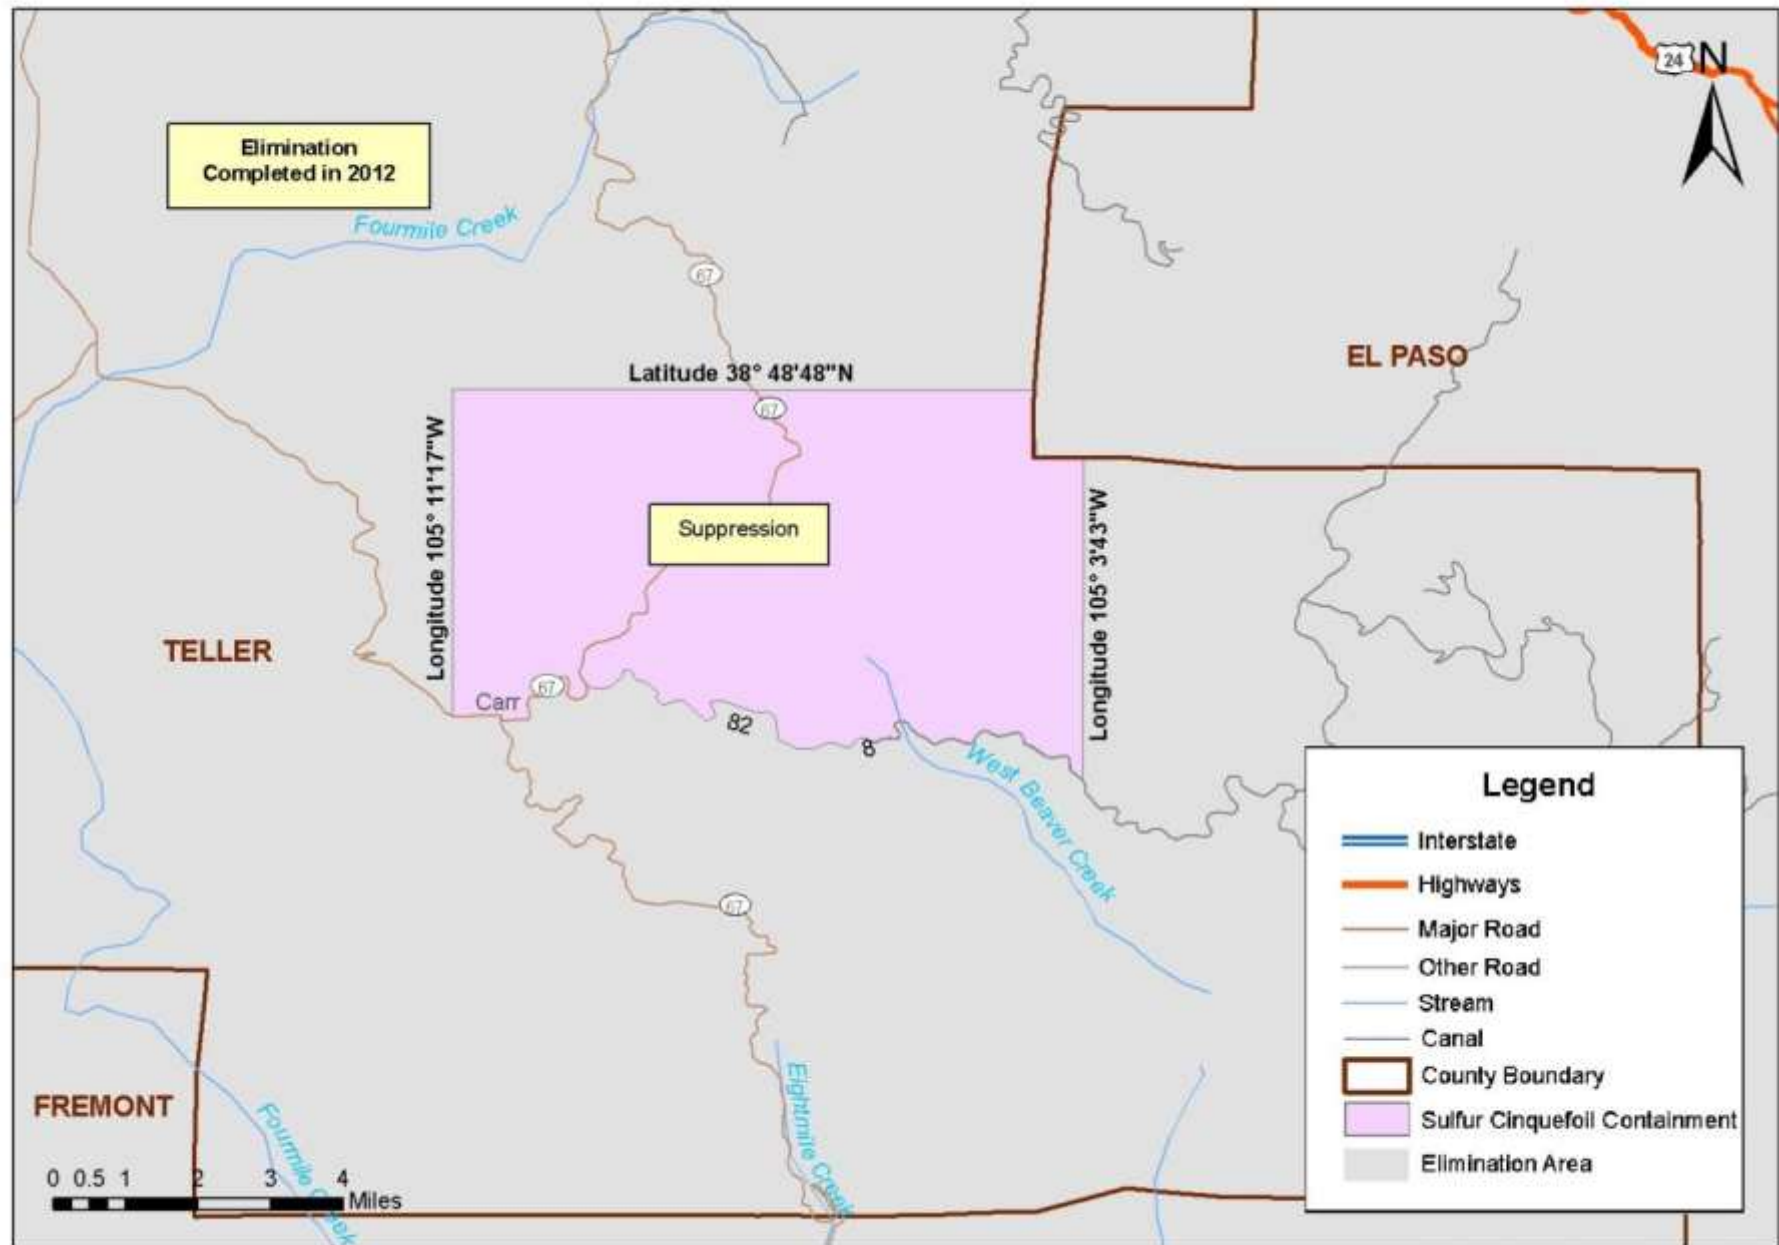 24
N
Elimination
Completed in 2012
Fourmile Creek
67
EL PASO
Latitude 38° 48'48"N
67
Longitude 105° 11'17"W
Longitude 105° 3'43"W
Suppression
TELLER
Carr
67
82
8
West Beaver Creek
67
Eightmile Creek
FREMONT
Fourmile Creek
0 0.5 1 2 3 4
Miles
Legend
Interstate
Highways
Major Road
Other Road
Stream
Canal
County Boundary
Sulfur Cinquefoil Containment
Elimination Area